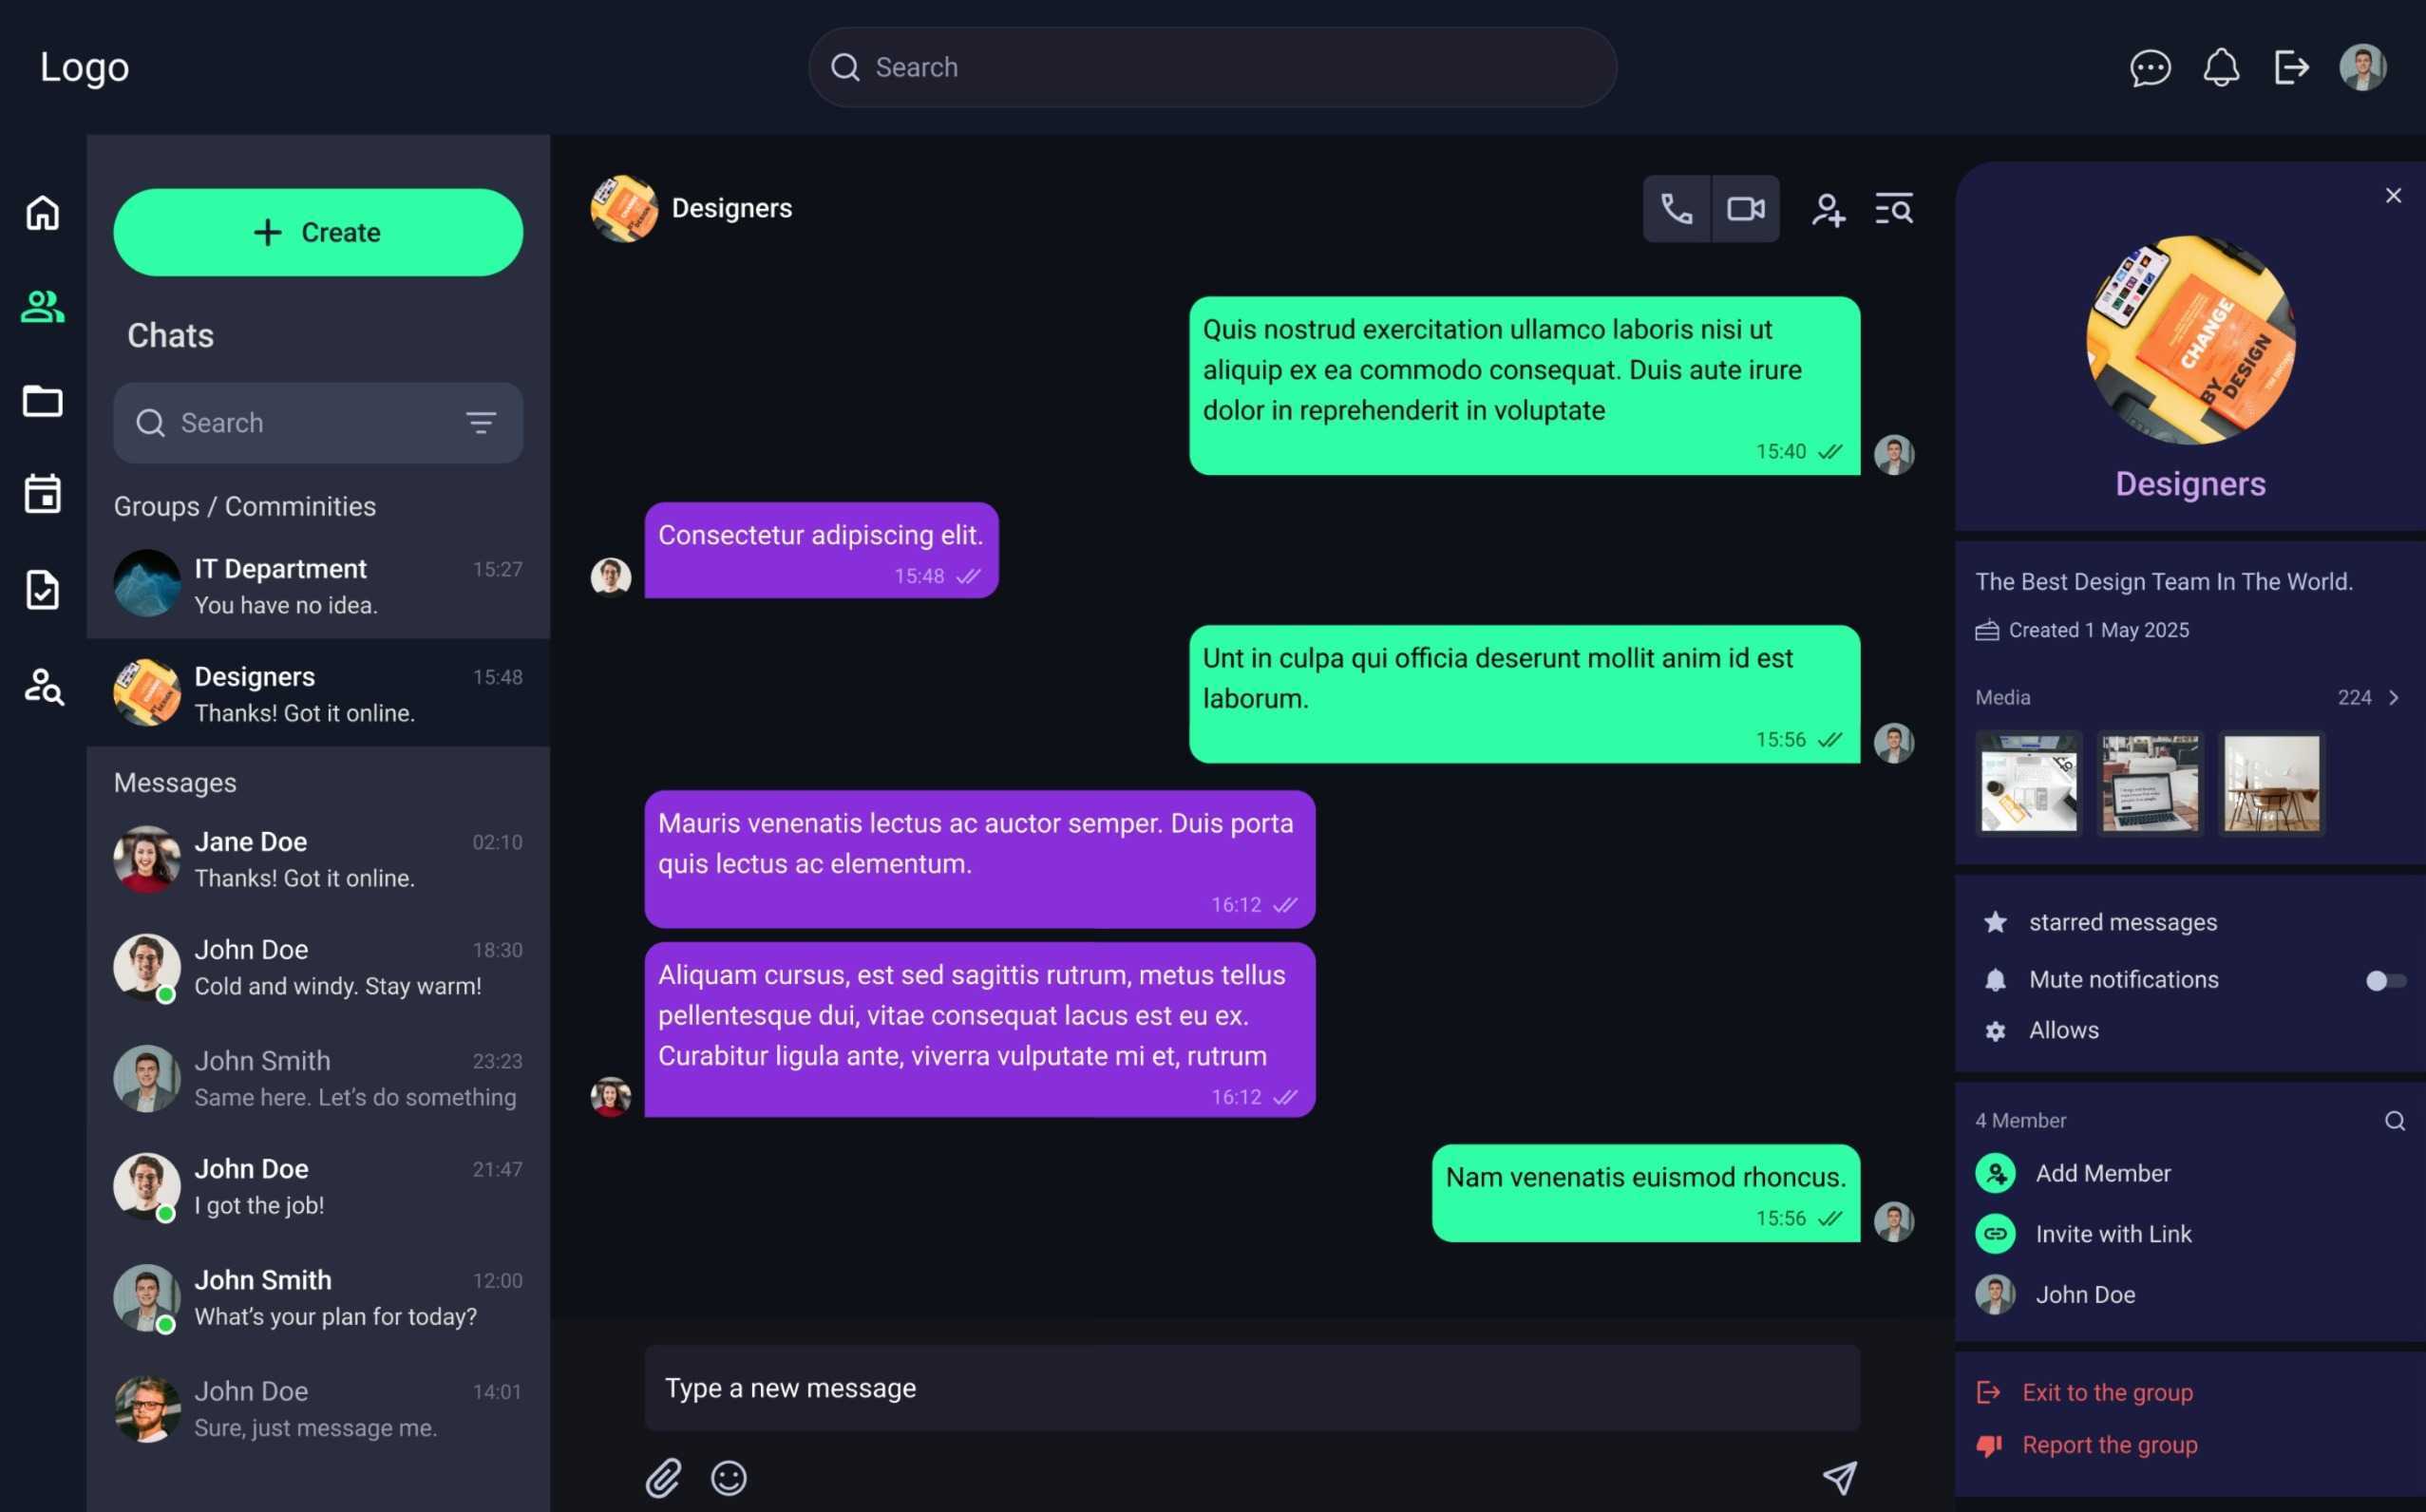 Logo
Search
Create
Chats
Search
Groups / Comminities
IT Department 15:27
You have no idea.
Designers 15:48
Thanks! Got it online.
Messages
Jane Doe 02:10
Thanks! Got it online.
John Doe 18:30
Cold and windy. Stay warm!
John Smith 23:23
Same here. Let’s do something
John Doe 21:47
I got the job!
John Smith 12:00
What’s your plan for today?
John Doe 14:01
Sure, just message me.
Designers
Quis nostrud exercitation ullamco laboris nisi ut
aliquip ex ea commodo consequat. Duis aute irure
dolor in reprehenderit in voluptate
15:40
Consectetur adipiscing elit.
15:48
Unt in culpa qui officia deserunt mollit anim id est
laborum.
15:56
Mauris venenatis lectus ac auctor semper. Duis porta
quis lectus ac elementum.
16:12
Aliquam cursus, est sed sagittis rutrum, metus tellus
pellentesque dui, vitae consequat lacus est eu ex.
Curabitur ligula ante, viverra vulputate mi et, rutrum
16:12
Nam venenatis euismod rhoncus.
15:56
Type a new message
CHANGE
BY
DESIGN
Designers
The Best Design Team In The World.
Created 1 May 2025
Media 224
starred messages
Mute notifications
Allows
4 Member
Add Member
Invite with Link
John Doe
Exit to the group
Report the group